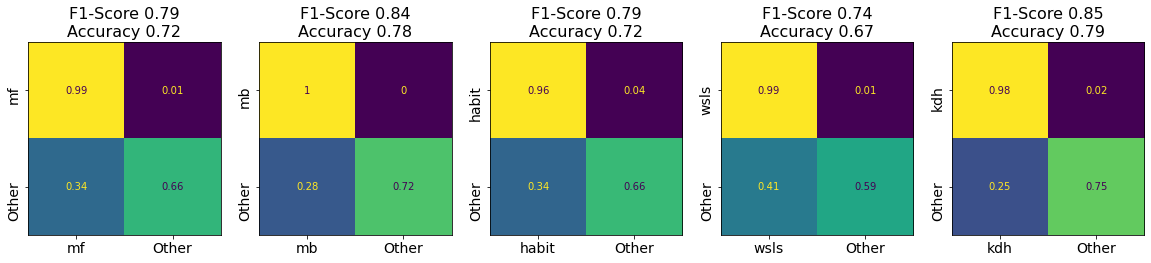 F1-Score 0.79
Accuracy 0.72
mf
0.99
0.01
Other
0.34
0.66
mf
Other
F1-Score 0.84
Accuracy 0.78
mb
1
0
Other
0.28
0.72
mb
Other
F1-Score 0.79
Accuracy 0.72
habit
0.96
0.04
Other
0.34
0.66
habit
Other
F1-Score 0.74
Accuracy 0.67
wsls
0.99
0.01
Other
0.41
0.59
wsls
Other
F1-Score 0.85
Accuracy 0.79
kdh
0.98
0.02
Other
0.25
0.75
kdh
Other